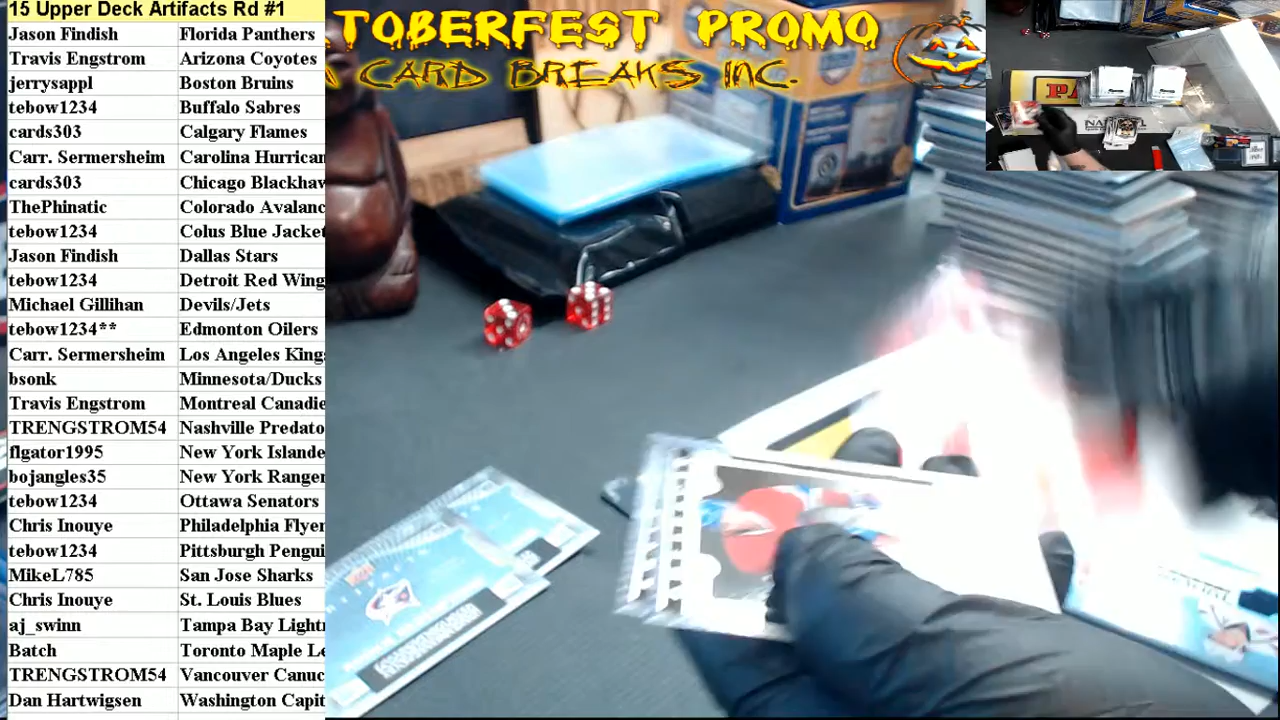 15 Upper Deck Artifacts Rd #1
Jason Findish Florida Panthers
Travis Engstrom Arizona Coyotes
jerrysappl Boston Bruins
tebow1234 Buffalo Sabres
cards303 Calgary Flames
Carr. Sermersheim Carolina Hurrican
cards303 Chicago Blackhav
ThePhinatic Colorado Avalanc
tebow1234 Colus Blue Jacket
Jason Findish Dallas Stars
tebow1234 Detroit Red Wing
Michael Gillihan Devils/Jets
tebow1234** Edmonton Oilers
Carr. Sermersheim Los Angeles Kings
bsonk Minnesota/Ducks
Travis Engstrom Montreal Canadie
TRENGSTROM54 Nashville Predato
flgator1995 New York Islande
bojangles35 New York Ranger
tebow1234 Ottawa Senators
Chris Inouye Philadelphia Flyer
tebow1234 Pittsburgh Pengui
MikeL785 San Jose Sharks
Chris Inouye St. Louis Blues
aj_swinn Tampa Bay Lightn
Batch Toronto Maple Le
TRENGSTROM54 Vancouver Canuc
Dan Hartwigsen Washington Capit
TOBERFEST PROMO
CARD BREAKS INC.
PA